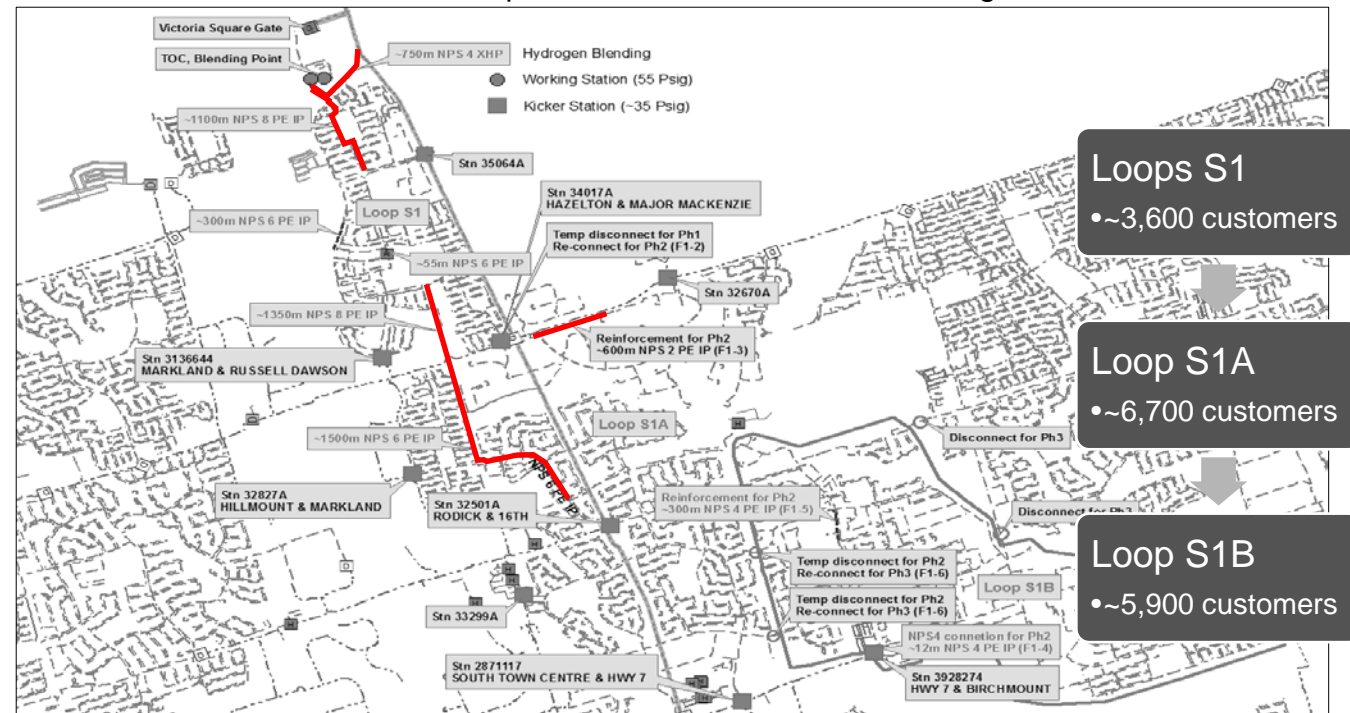 Victoria Square Gate
TOC, Blending Point
~750m NPS 4 XHP
Hydrogen Blending
Working Station (55 Psig)
Kicker Station (~35 Psig)
~1100m NPS 8 PE IP
Stn 35064A
Stn 34017A
HAZELTON & MAJOR MACKENZIE
~300m NPS 6 PE IP
Loop S1
Temp disconnect for Ph1
Re-connect for Ph2 (F1-2)
~55m NPS 6 PE IP
Stn 32670A
~1350m NPS 8 PE IP
Reinforcement for Ph2
~600m NPS 2 PE IP (F1-3)
Stn 3136644
MARKLAND & RUSSELL DAWSON
~1500m NPS 6 PE IP
Loop S1A
Disconnect for Ph3
NPS 6 PE IP
Stn 32827A
HILLMOUNT & MARKLAND
Stn 32501A
RODICK & 16TH
Reinforcement for Ph2
~300m NPS 4 PE IP (F1-5)
Disconnect for Ph3
Temp disconnect for Ph2
Re-connect for Ph3 (F1-6)
Temp disconnect for Ph2
Re-connect for Ph3 (F1-6)
Loop S1B
Stn 33299A
NPS4 connetion for Ph2
~12m NPS 4 PE IP (F1-4)
Stn 2871117
SOUTH TOWN CENTRE & HWY 7
Stn 3928274
HWY 7 & BIRCHMOUNT
Loops S1
•~3,600 customers
Loop S1A
•~6,700 customers
Loop S1B
•~5,900 customers